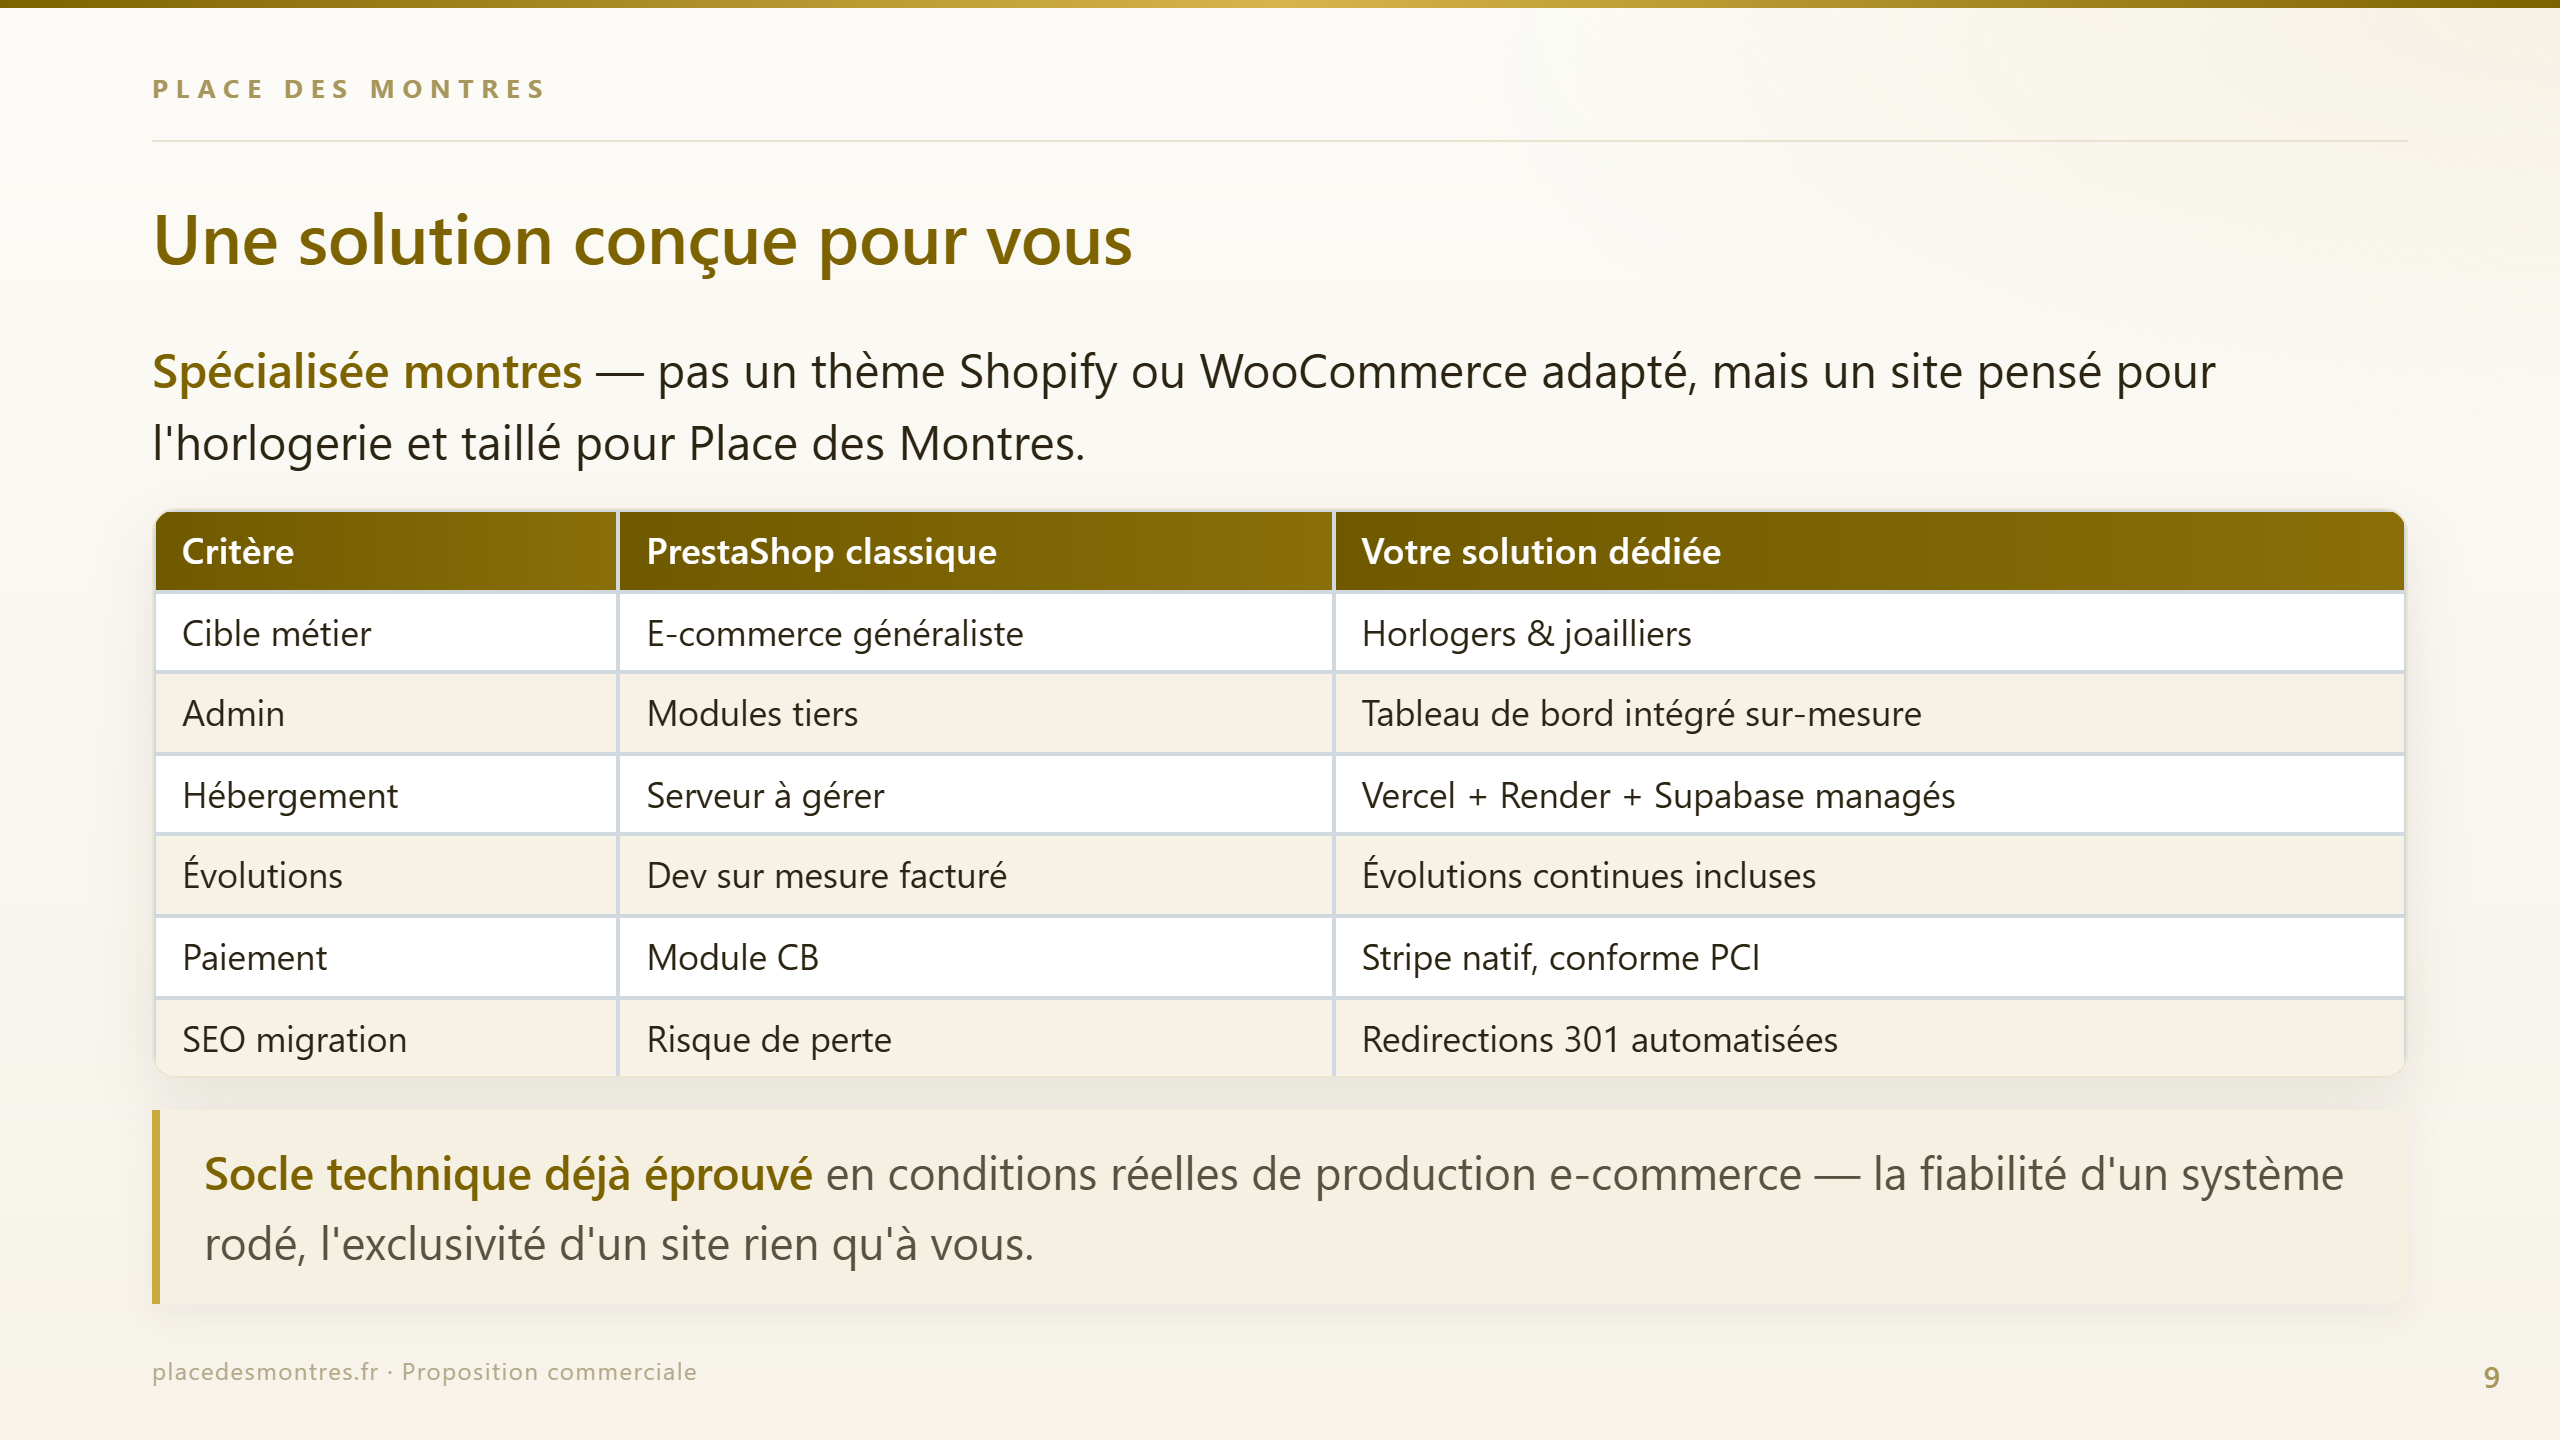 PLACE DES MONTRES
Une solution conçue pour vous
Spécialisée montres — pas un thème Shopify ou WooCommerce adapté, mais un site pensé pour
l'horlogerie et taillé pour Place des Montres.
Critère PrestaShop classique Votre solution dédiée
Cible métier E-commerce généraliste Horlogers & joailliers
Admin Modules tiers Tableau de bord intégré sur-mesure
Hébergement Serveur à gérer Vercel + Render + Supabase managés
Évolutions Dev sur mesure facturé Évolutions continues incluses
Paiement Module CB Stripe natif, conforme PCI
SEO migration Risque de perte Redirections 301 automatisées
Socle technique déjà éprouvé en conditions réelles de production e-commerce — la fiabilité d'un système
rodé, l'exclusivité d'un site rien qu'à vous.
placedesmontres.fr · Proposition commerciale
9